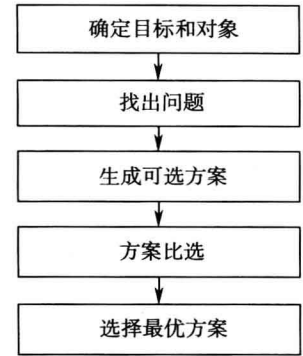 确定目标和对象
找出问题
生成可选方案
方案比选
选择最优方案